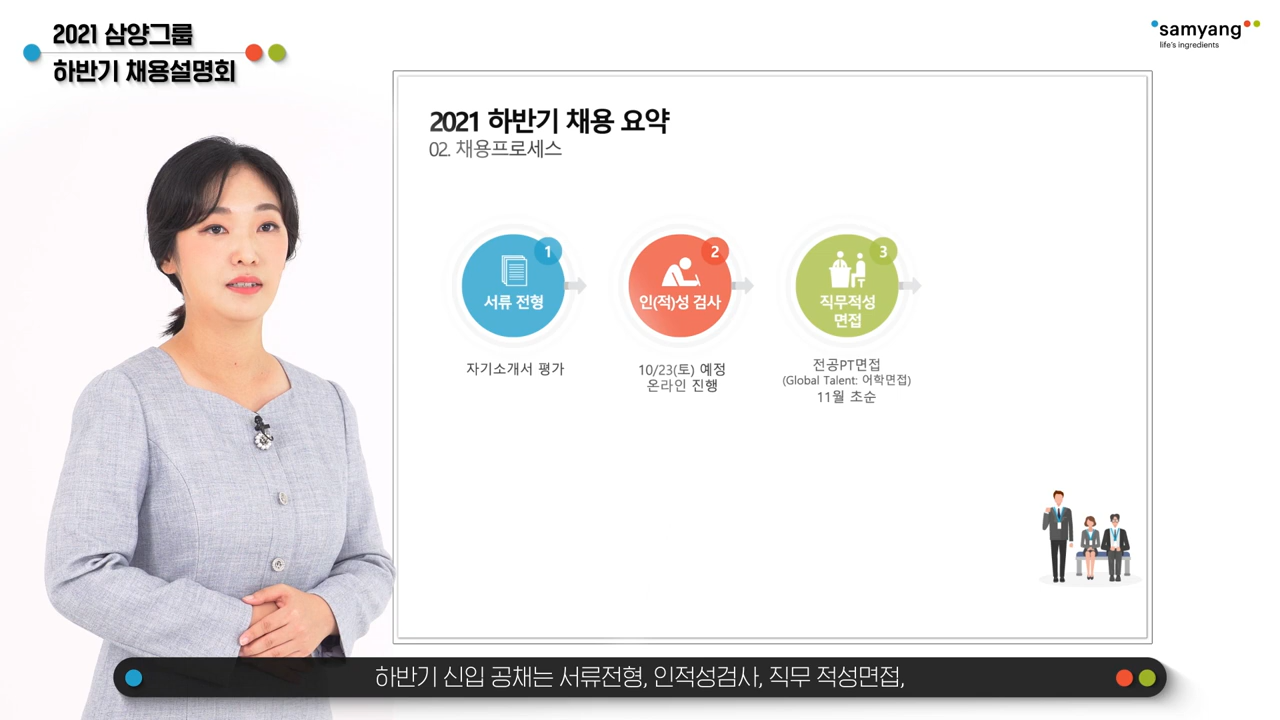 2021 삼양그룹
하반기 채용설명회
samyang
life's ingredients
2021 하반기 채용 요약
02. 채용프로세스
1
서류 전형
자기소개서 평가
2
인(적)성 검사
10/23(토) 예정
온라인 진행
3
직무적성
면접
전공PT면접
(Global Talent: 어학면접)
11월 초순
하반기 신입 공채는 서류전형, 인적성검사, 직무 적성면접,